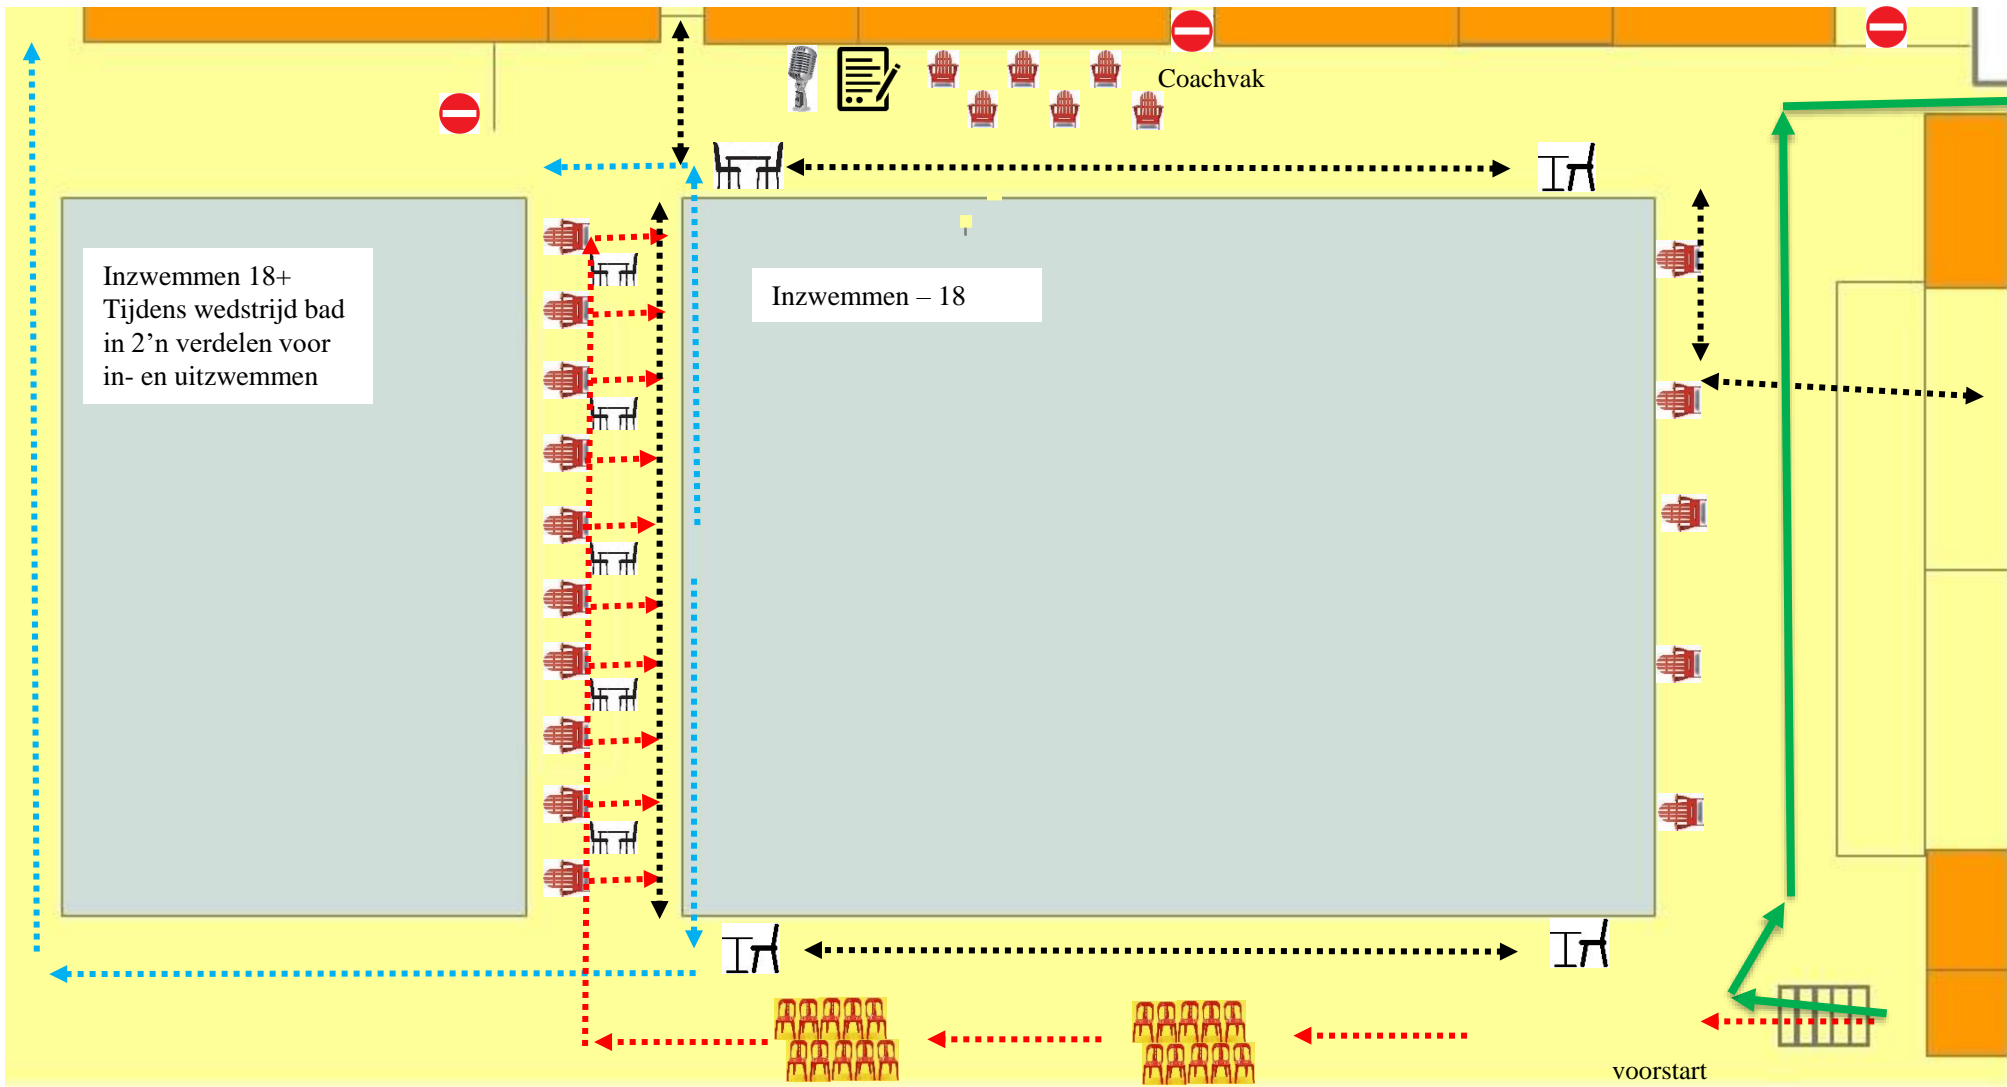 Coachvak
Inzwemmen 18+
Tijdens wedstrijd bad
in 2’n verdelen voor
in- en uitzwemmen
Inzwemmen – 18
voorstart